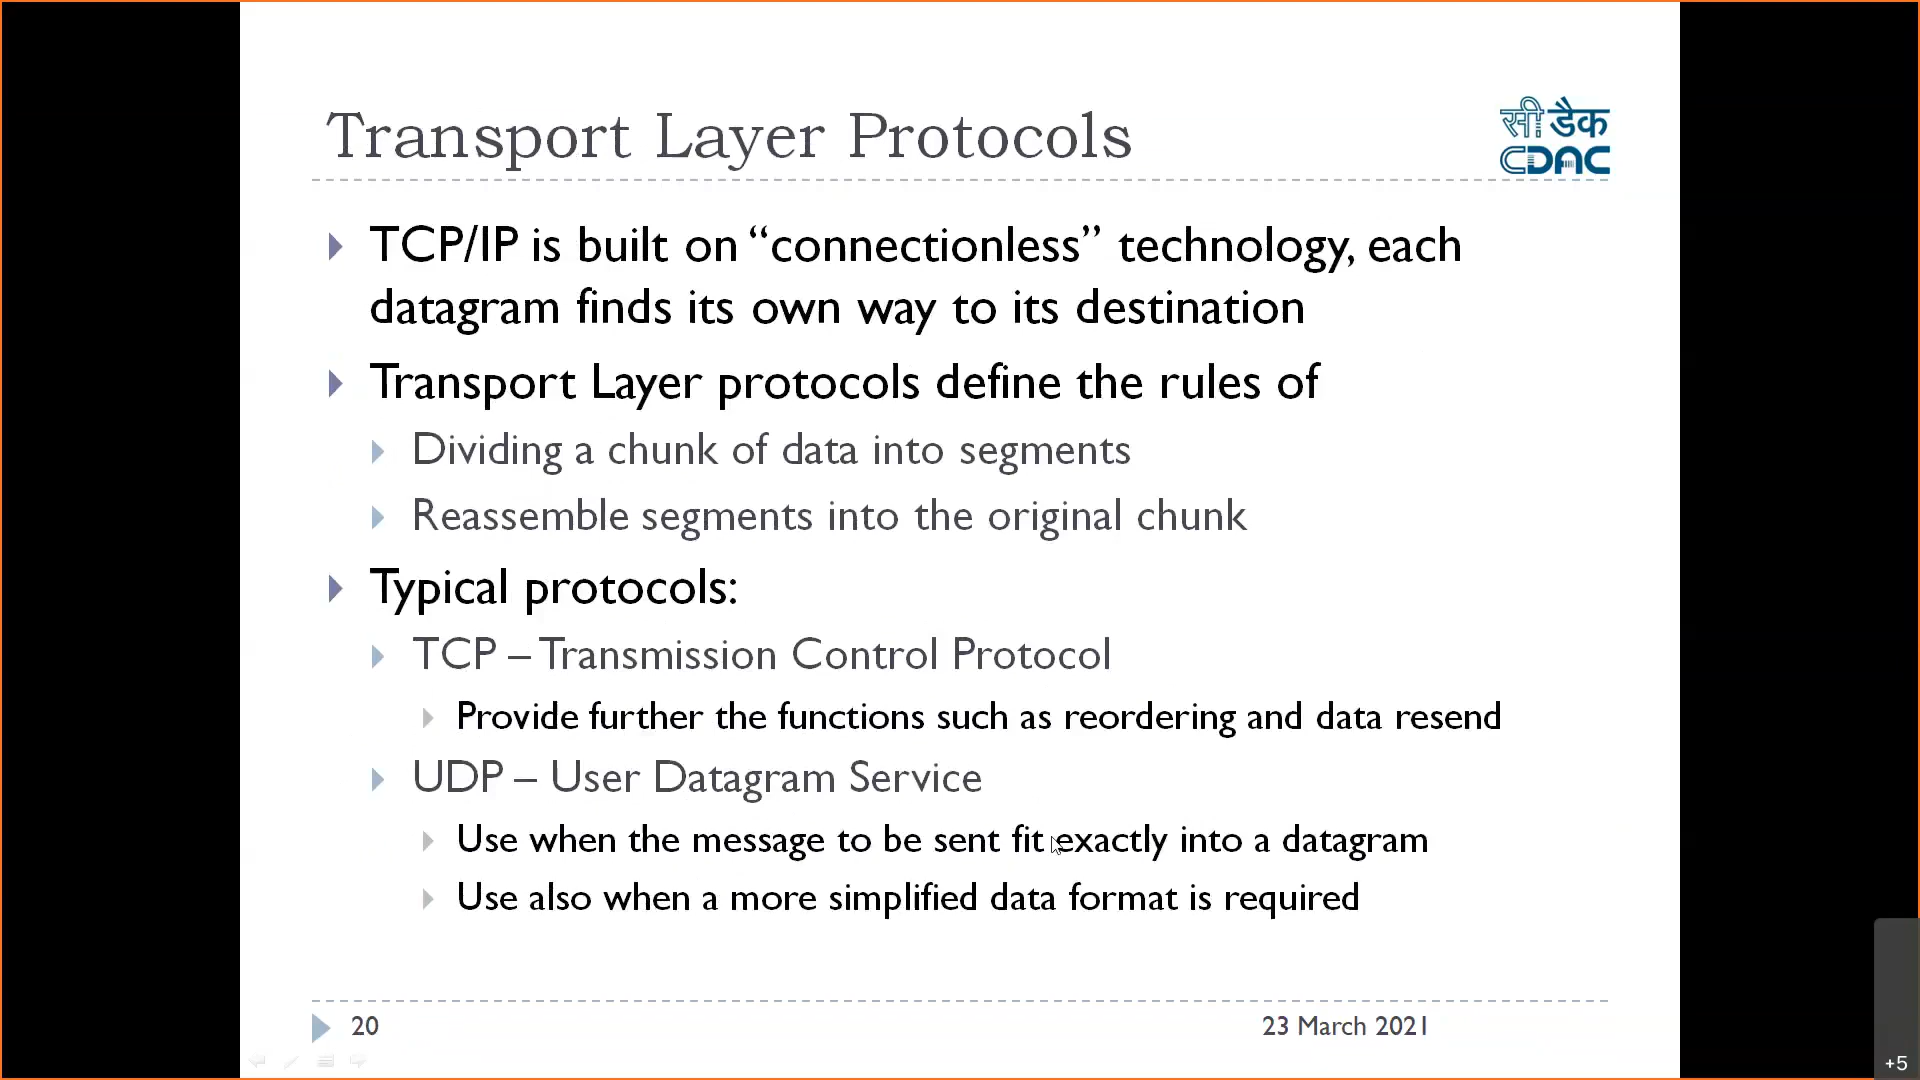 Transport Layer Protocols
सी डैक
CDAC
TCP/IP is built on “connectionless” technology, each
datagram finds its own way to its destination
Transport Layer protocols define the rules of
Dividing a chunk of data into segments
Reassemble segments into the original chunk
Typical protocols:
TCP – Transmission Control Protocol
Provide further the functions such as reordering and data resend
UDP – User Datagram Service
Use when the message to be sent fit exactly into a datagram
Use also when a more simplified data format is required
20
23 March 2021
+5